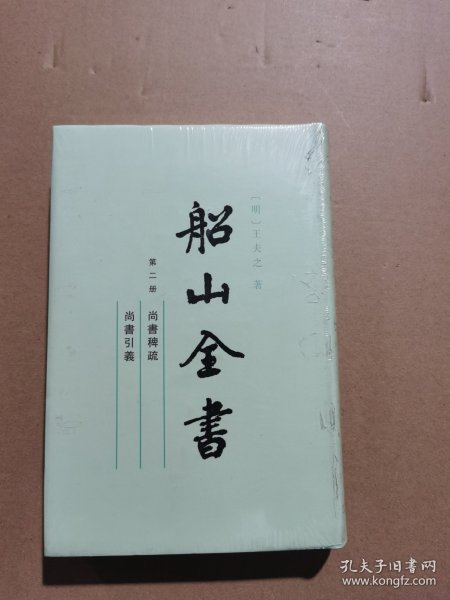 〔明〕王夫之 著
船山全書
第二册
尚書稗疏
尚書引義
孔夫子旧书网
www.kongfz.com